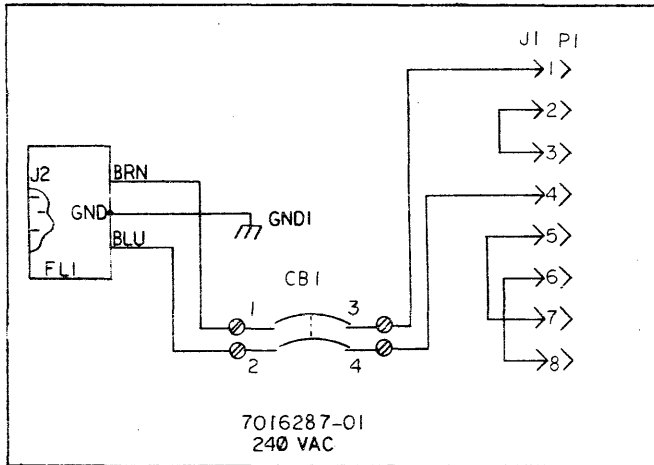 J1 P1
1
2
3
4
5
6
7
8
J2
BRN
GND
GND1
BLU
FL1
CB1
1 3
2 4
7016287-01
240 VAC